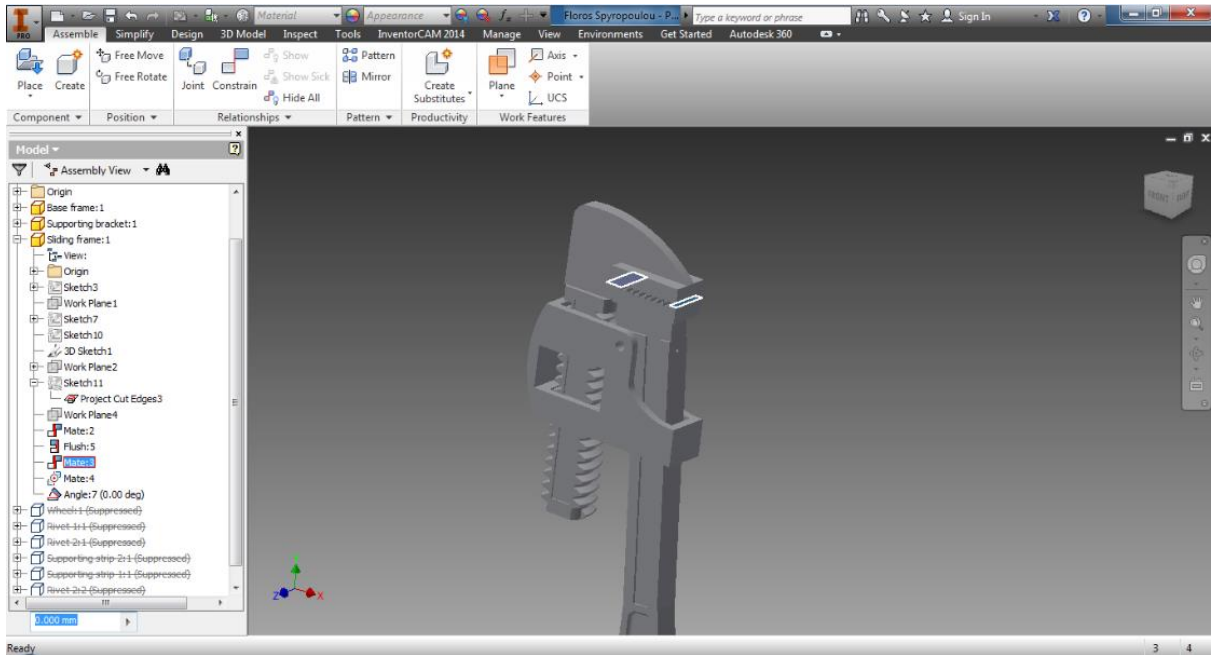 Material
Appearance
Floros Spyropoulou - P...
Type a keyword or phrase
Sign In
PRO
Assemble Simplify Design 3D Model Inspect Tools InventorCAM 2014 Manage View Environments Get Started Autodesk 360
Place
Create
Free Move
Free Rotate
Joint
Constrain
Show
Show Sick
Hide All
Pattern
Mirror
Create
Substitutes
Plane
Axis
Point
UCS
Component Position Relationships Pattern Productivity Work Features
Model
Assembly View
Origin
Base frame:1
Supporting bracket:1
Sliding frame:1
View:
Origin
Sketch3
Work Plane1
Sketch7
Sketch10
3D Sketch1
Work Plane2
Sketch11
Project Cut Edges3
Work Plane4
Mate:2
Flush:5
Mate:3
Mate:4
Angle:7 (0.00 deg)
Wheel:1 (Suppressed)
Rivet 1:1 (Suppressed)
Rivet 2:1 (Suppressed)
Supporting strip 2:1 (Suppressed)
Supporting strip 1:1 (Suppressed)
Rivet 2:2 (Suppressed)
0.000 mm
Z
X
Ready
3 4